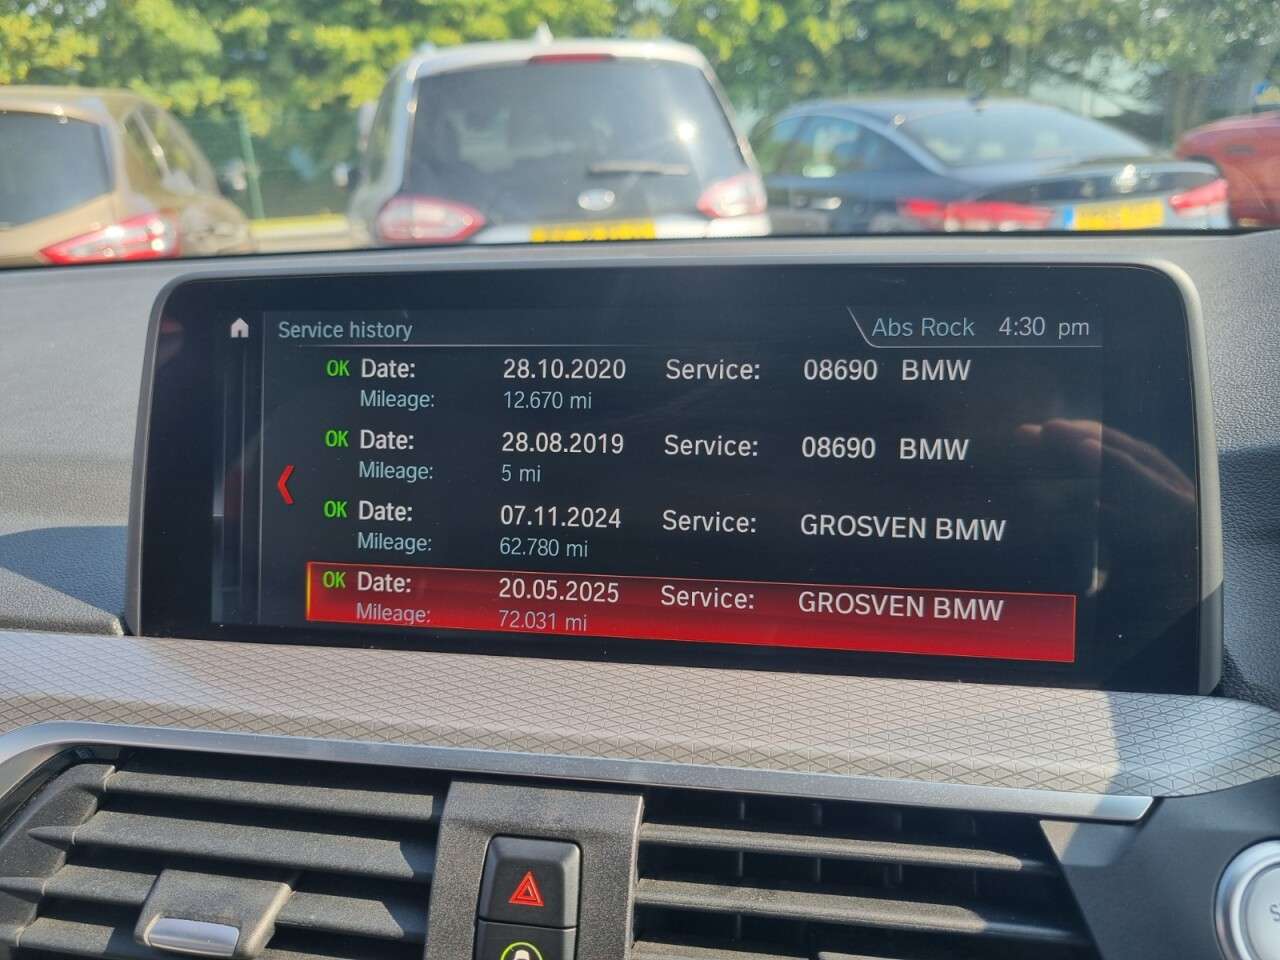 Service history Abs Rock 4:30 pm
OK Date: 28.10.2020 Service: 08690 BMW
Mileage: 12.670 mi
OK Date: 28.08.2019 Service: 08690 BMW
Mileage: 5 mi
OK Date: 07.11.2024 Service: GROSVEN BMW
Mileage: 62.780 mi
OK Date: 20.05.2025 Service: GROSVEN BMW
Mileage: 72.031 mi